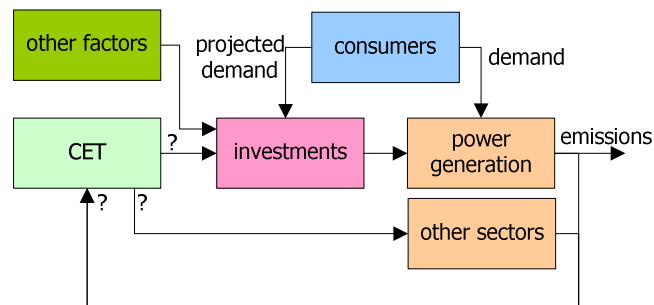 other factors
projected
demand
consumers
demand
CET
?
investments
power
generation
emissions
?
?
other sectors